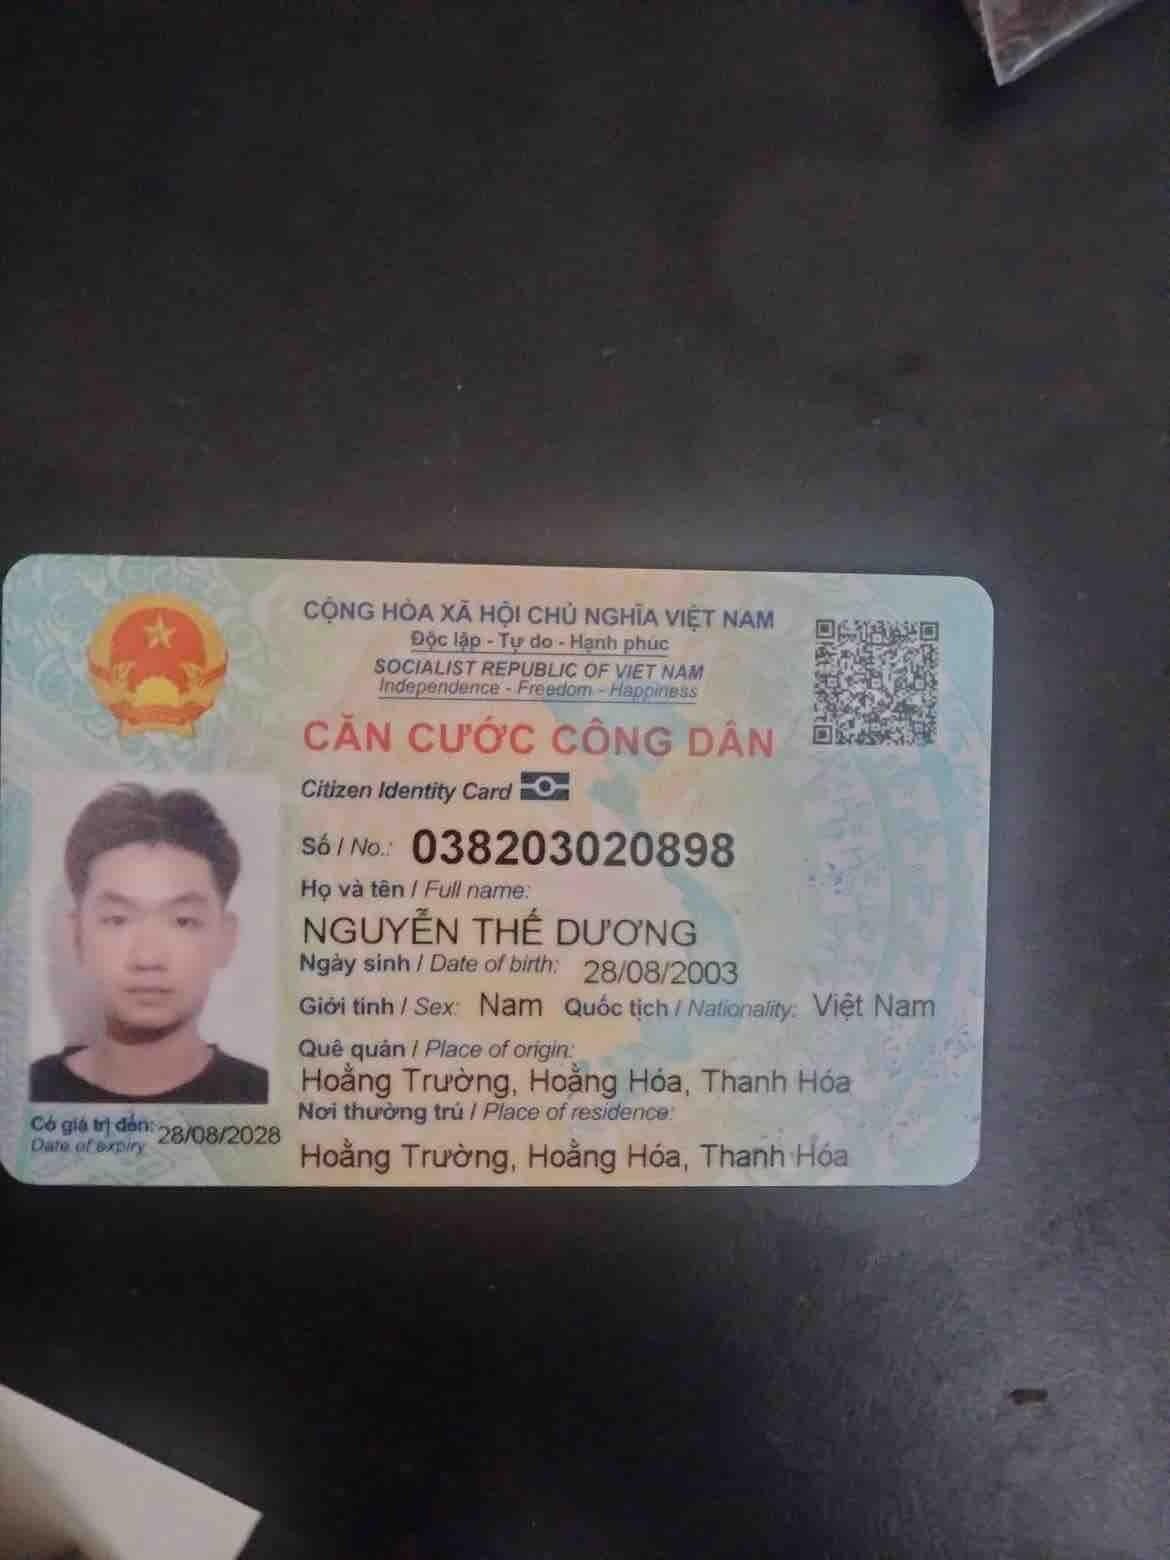 CỘNG HÒA XÃ HỘI CHỦ NGHĨA VIỆT NAM
Độc lập - Tự do - Hạnh phúc
SOCIALIST REPUBLIC OF VIET NAM
Independence - Freedom - Happiness
CĂN CƯỚC CÔNG DÂN
Citizen Identity Card
Số / No.: 038203020898
Họ và tên / Full name:
NGUYỄN THẾ DƯƠNG
Ngày sinh / Date of birth: 28/08/2003
Giới tính / Sex: Nam Quốc tịch / Nationality: Việt Nam
Quê quán / Place of origin:
Hoằng Trường, Hoằng Hóa, Thanh Hóa
Nơi thường trú / Place of residence:
Hoằng Trường, Hoằng Hóa, Thanh Hóa
Có giá trị đến: 28/08/2028
Date of expiry